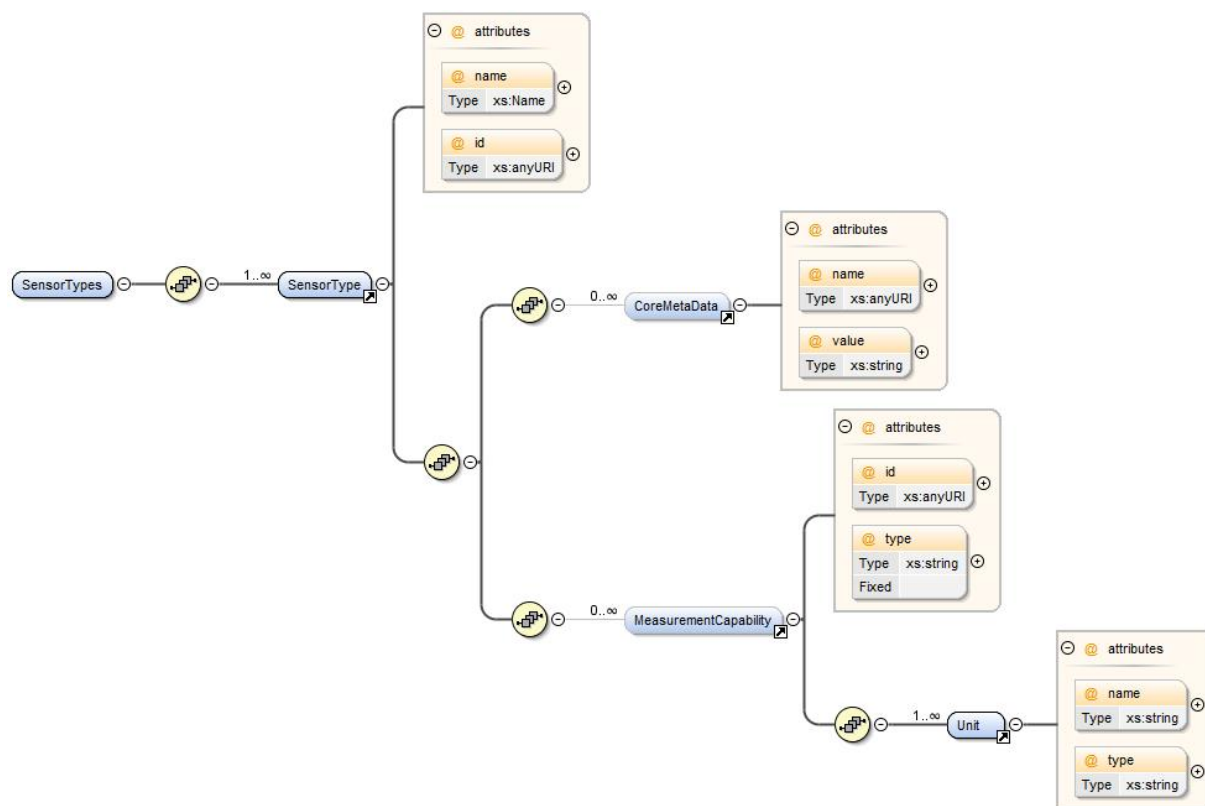 @ attributes
@ name
Type xs:Name
@ id
Type xs:anyURI
SensorTypes
1..∞
SensorType
0..∞
CoreMetaData
@ attributes
@ name
Type xs:anyURI
@ value
Type xs:string
0..∞
MeasurementCapability
@ attributes
@ id
Type xs:anyURI
@ type
Type xs:string
Fixed
1..∞
Unit
@ attributes
@ name
Type xs:string
@ type
Type xs:string